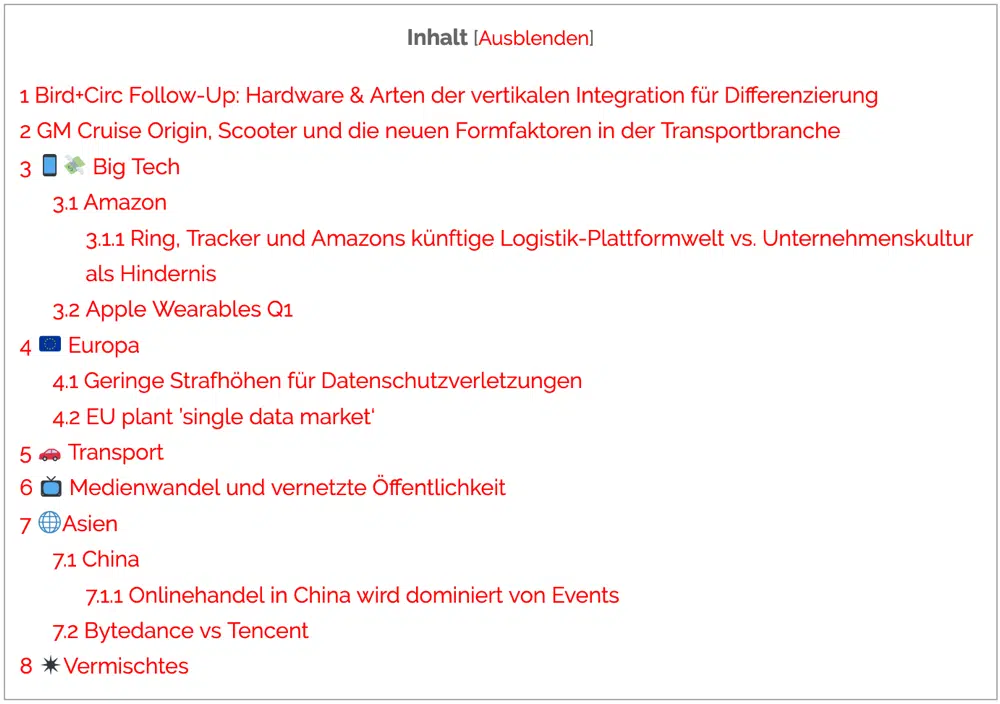 Inhalt [Ausblenden]
1 Bird+Circ Follow-Up: Hardware & Arten der vertikalen Integration für Differenzierung
2 GM Cruise Origin, Scooter und die neuen Formfaktoren in der Transportbranche
3 📱💸 Big Tech
3.1 Amazon
3.1.1 Ring, Tracker und Amazons künftige Logistik-Plattformwelt vs. Unternehmenskultur
als Hindernis
3.2 Apple Wearables Q1
4 🇪🇺 Europa
4.1 Geringe Strafhöhen für Datenschutzverletzungen
4.2 EU plant ’single data market‘
5 🚗 Transport
6 📺 Medienwandel und vernetzte Öffentlichkeit
7 🌐Asien
7.1 China
7.1.1 Onlinehandel in China wird dominiert von Events
7.2 Bytedance vs Tencent
8 ✷Vermischtes